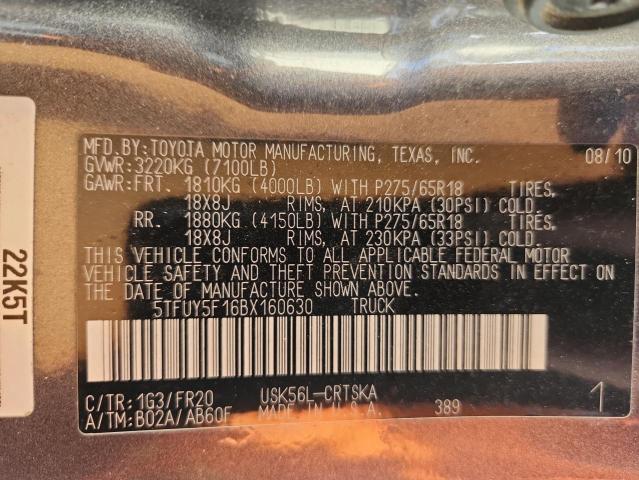 MFD. BY: TOYOTA MOTOR MANUFACTURING, TEXAS, INC. 08/10
GVWR: 3220KG (7100LB)
GAWR: FRT. 1810KG (4000LB) WITH P275/65R18 TIRES,
18X8J RIMS, AT 210KPA (30PSI) COLD.
RR. 1880KG (4150LB) WITH P275/65R18 TIRES,
18X8J RIMS, AT 230KPA (33PSI) COLD.
THIS VEHICLE CONFORMS TO ALL APPLICABLE FEDERAL MOTOR
VEHICLE SAFETY AND THEFT PREVENTION STANDARDS IN EFFECT ON
THE DATE OF MANUFACTURE SHOWN ABOVE.
5TFUY5F16BX160630 TRUCK
C/TR: 1G3/FR20 USK56L-CRTSKA 1
A/TM: B02A/AB60F MADE IN U.S.A. 389
22K5T